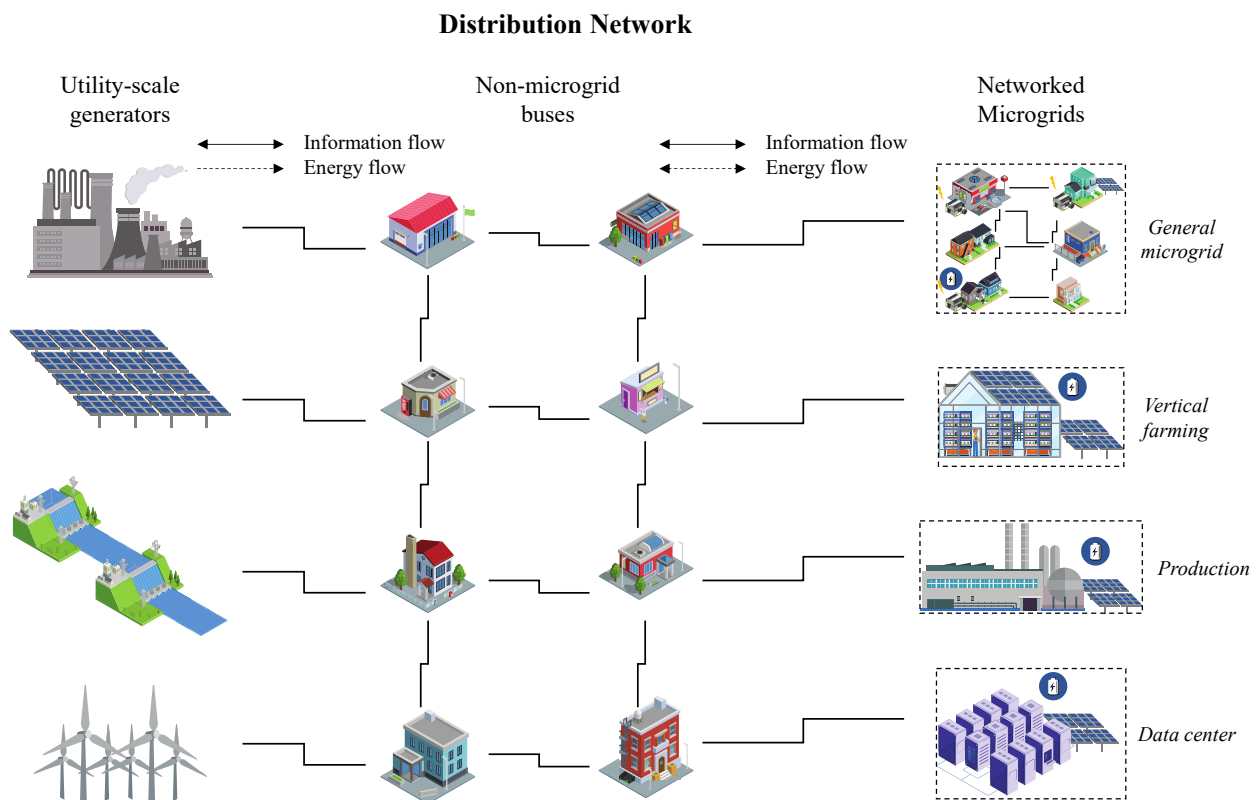 Distribution Network
Utility-scale
generators
Non-microgrid
buses
Networked
Microgrids
Information flow
Energy flow
Information flow
Energy flow
General
microgrid
Vertical
farming
Production
Data center